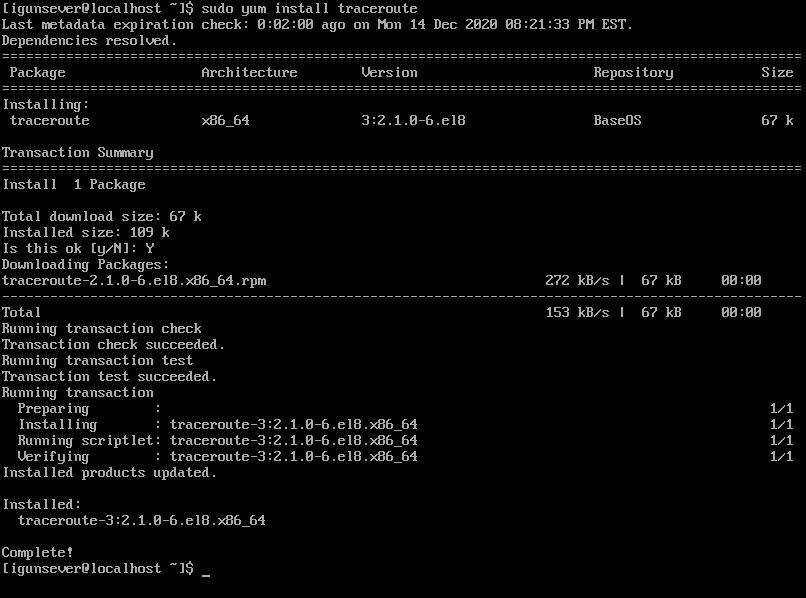 [igunsever@localhost ~]$ sudo yum install traceroute
Last metadata expiration check: 0:02:00 ago on Mon 14 Dec 2020 08:21:33 PM EST.
Dependencies resolved.
================================================================================
Package Architecture Version Repository Size
================================================================================
Installing:
traceroute x86_64 3:2.1.0-6.el8 BaseOS 67 k
Transaction Summary
================================================================================
Install 1 Package
Total download size: 67 k
Installed size: 109 k
Is this ok [y/N]: Y
Downloading Packages:
traceroute-2.1.0-6.el8.x86_64.rpm 272 kB/s | 67 kB 00:00
--------------------------------------------------------------------------------
Total 153 kB/s | 67 kB 00:00
Running transaction check
Transaction check succeeded.
Running transaction test
Transaction test succeeded.
Running transaction
Preparing : 1/1
Installing : traceroute-3:2.1.0-6.el8.x86_64 1/1
Running scriptlet: traceroute-3:2.1.0-6.el8.x86_64 1/1
Verifying : traceroute-3:2.1.0-6.el8.x86_64 1/1
Installed products updated.
Installed:
traceroute-3:2.1.0-6.el8.x86_64
Complete!
[igunsever@localhost ~]$ _